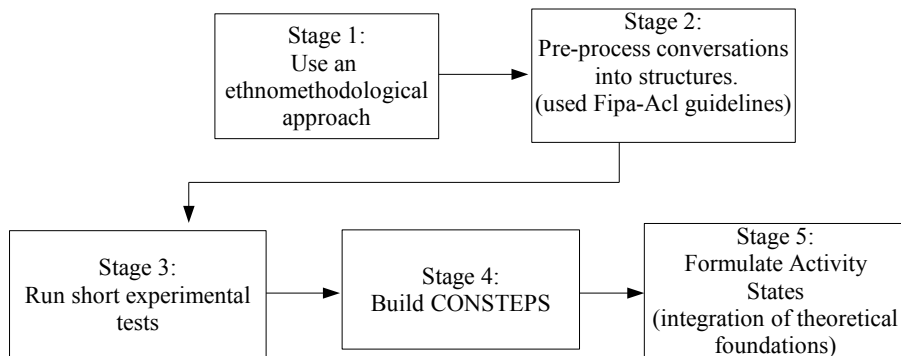 Stage 1:
Use an
ethnomethodological
approach
Stage 2:
Pre-process conversations
into structures.
(used Fipa-Acl guidelines)
Stage 3:
Run short experimental
tests
Stage 4:
Build CONSTEPS
Stage 5:
Formulate Activity
States
(integration of theoretical
foundations)